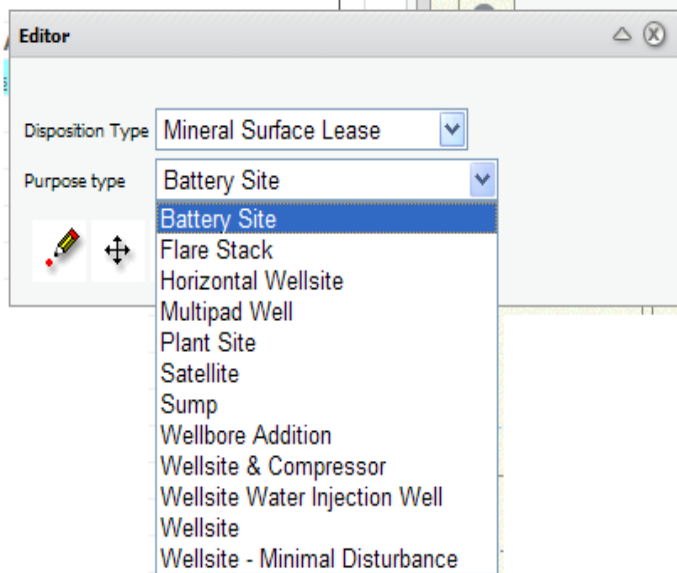 Editor
Disposition Type Mineral Surface Lease
Purpose type Battery Site
Battery Site
Flare Stack
Horizontal Wellsite
Multipad Well
Plant Site
Satellite
Sump
Wellbore Addition
Wellsite & Compressor
Wellsite Water Injection Well
Wellsite
Wellsite - Minimal Disturbance